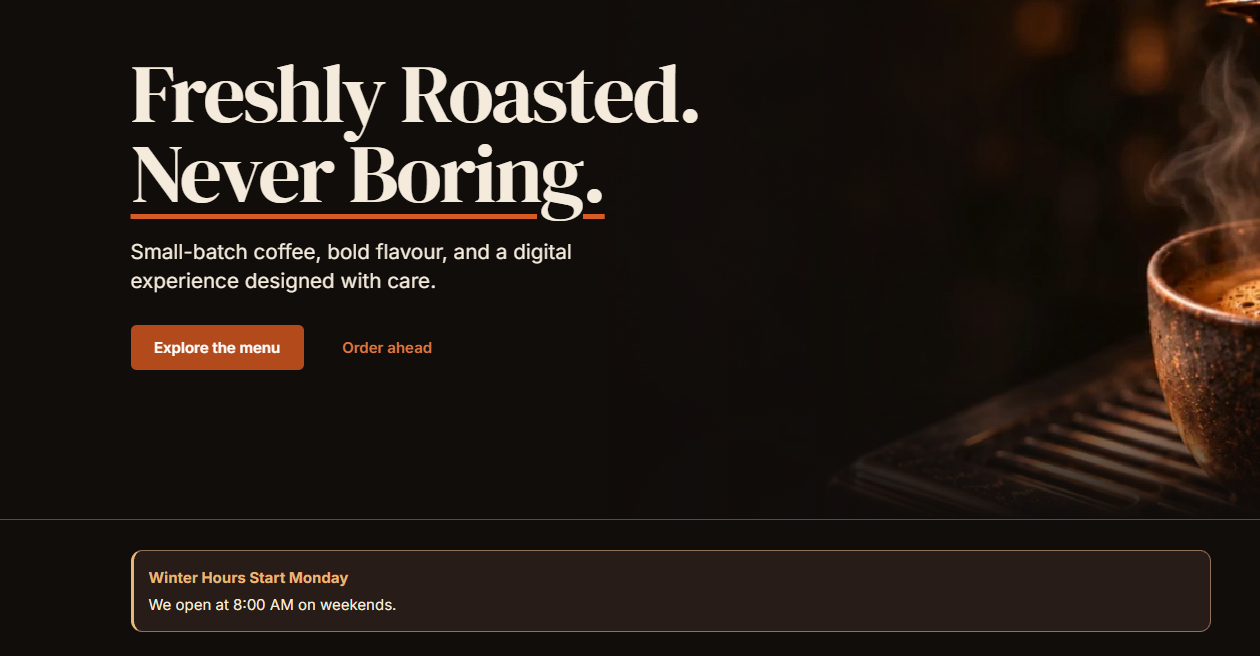 Freshly Roasted.
Never Boring.
Small-batch coffee, bold flavour, and a digital
experience designed with care.
Explore the menu
Order ahead
Winter Hours Start Monday
We open at 8:00 AM on weekends.